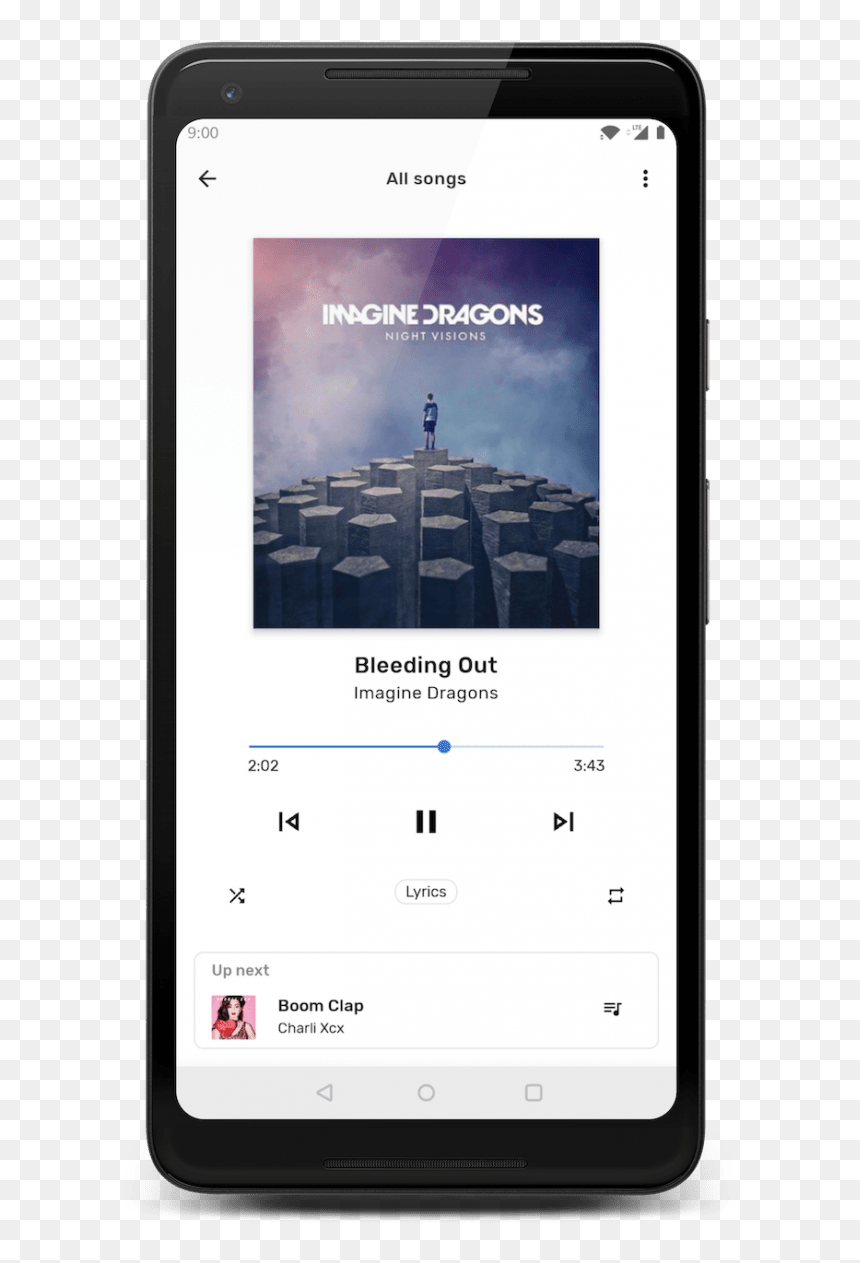 9:00
LTE
All songs
IMAGINE DRAGONS
NIGHT VISIONS
Bleeding Out
Imagine Dragons
2:02
3:43
Lyrics
Up next
Boom Clap
Charli Xcx